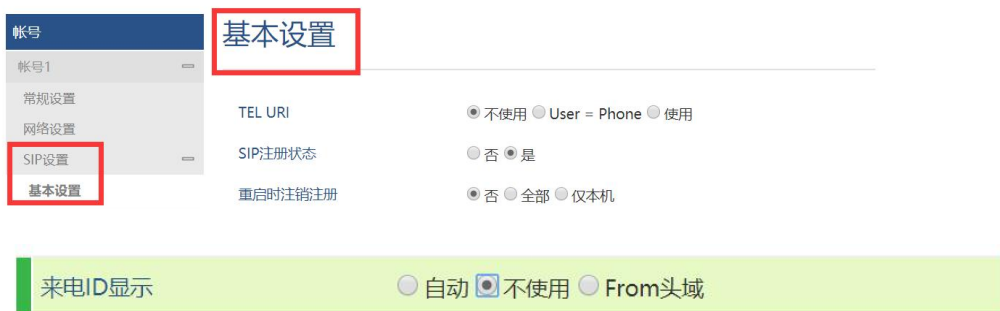 帐号
基本设置
帐号1
常规设置
TEL URI 不使用 User = Phone 使用
网络设置
SIP设置
SIP注册状态 否 是
基本设置
重启时注销注册 否 全部 仅本机
来电ID显示 自动 不使用 From头域